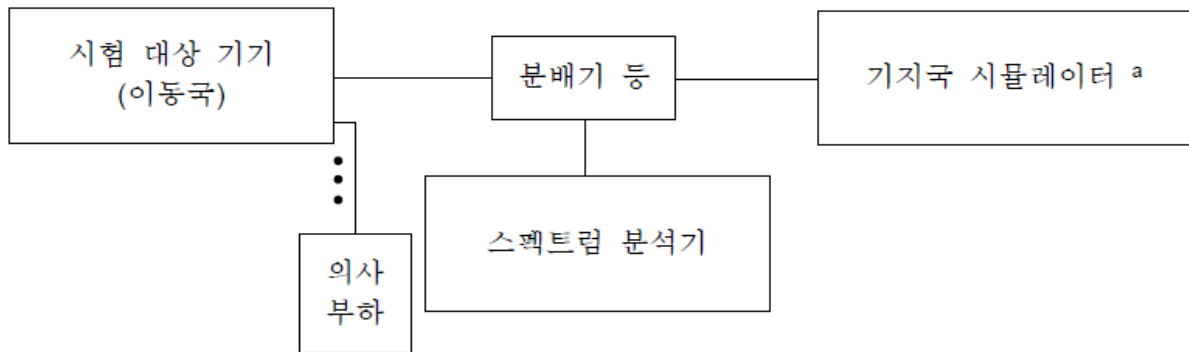 시험 대상 기기
(이동국)
분배기 등
기지국 시뮬레이터 ᵃ
스펙트럼 분석기
의사
부하